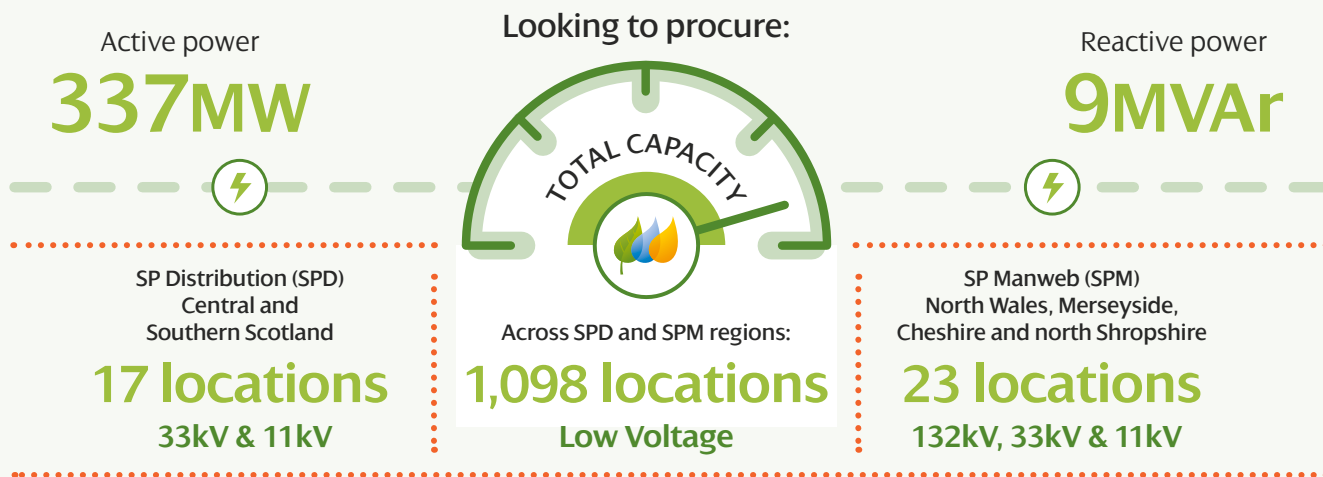 Looking to procure:
Active power
337MW
Reactive power
9MVAr
TOTAL CAPACITY
SP Distribution (SPD)
Central and
Southern Scotland
17 locations
33kV & 11kV
Across SPD and SPM regions:
1,098 locations
Low Voltage
SP Manweb (SPM)
North Wales, Merseyside,
Cheshire and north Shropshire
23 locations
132kV, 33kV & 11kV